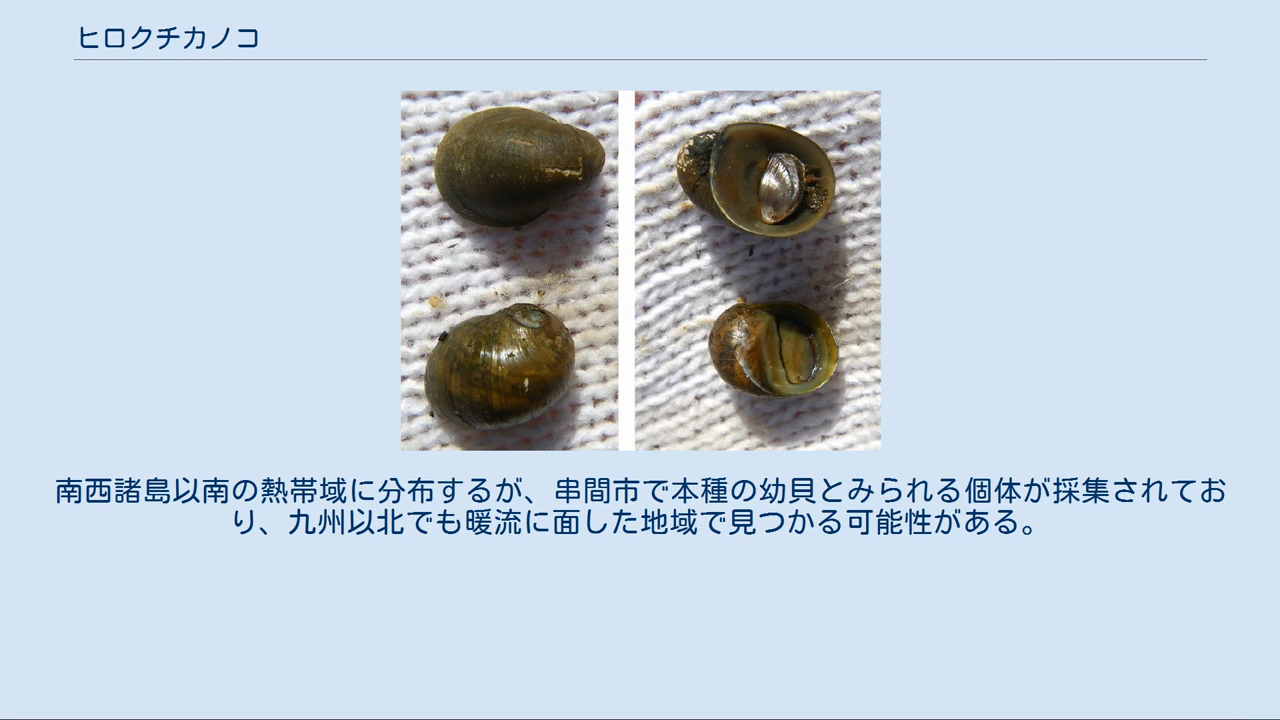 ヒロクチカノコ
南西諸島以南の熱帯域に分布するが、串間市で本種の幼貝とみられる個体が採集されてお
り、九州以北でも暖流に面した地域で見つかる可能性がある。